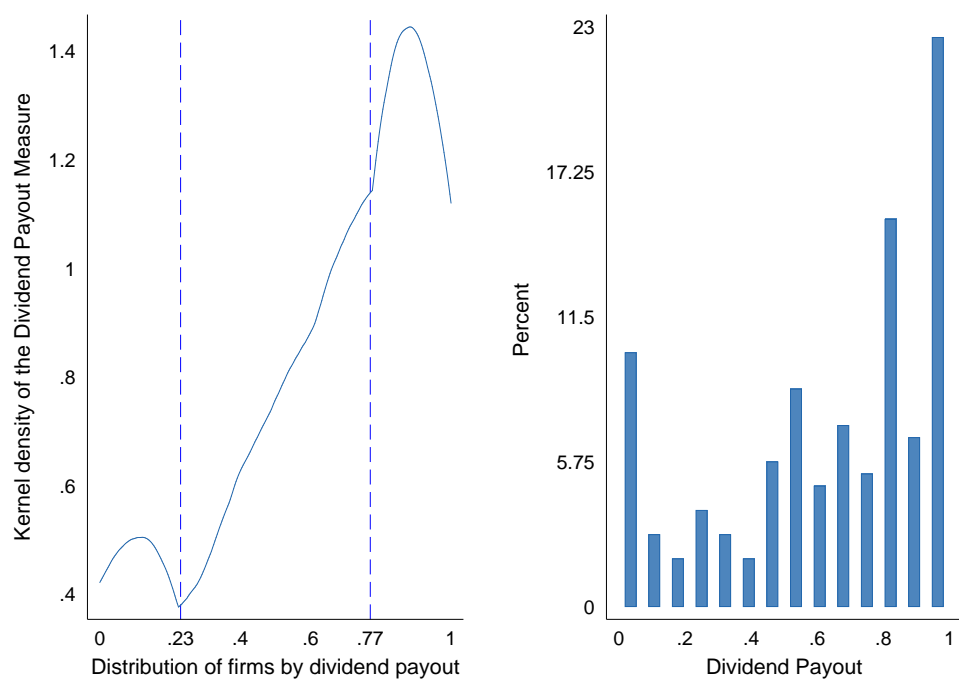 Kernel density of the Dividend Payout Measure
1.4
1.2
1
.8
.6
.4
0 .23 .4 .6 .77 1
Distribution of firms by dividend payout
Percent
23
17.25
11.5
5.75
0
0 .2 .4 .6 .8 1
Dividend Payout